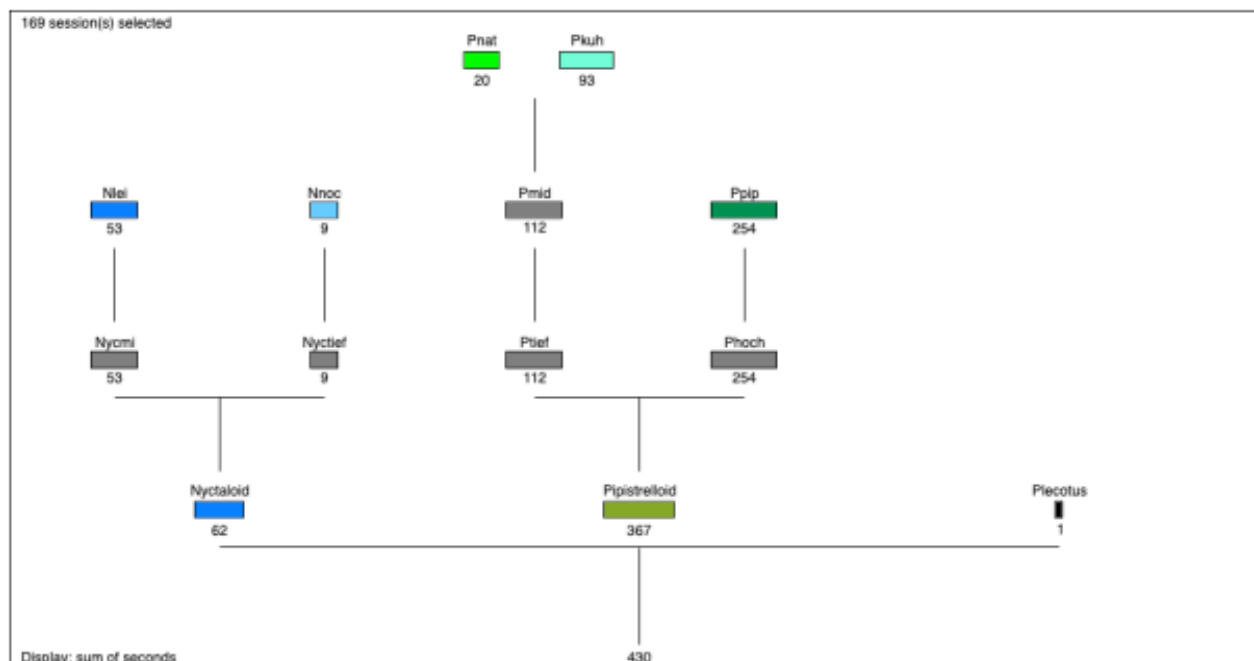 169 session(s) selected
Pnat Pkuh
20 93
Nlei Nnoc Pmid Ppip
53 9 112 254
Nycmi Nyctief Ptief Phoch
53 9 112 254
Nyctaloid Pipistrelloid Plecotus
62 367 1
Display: sum of seconds 430